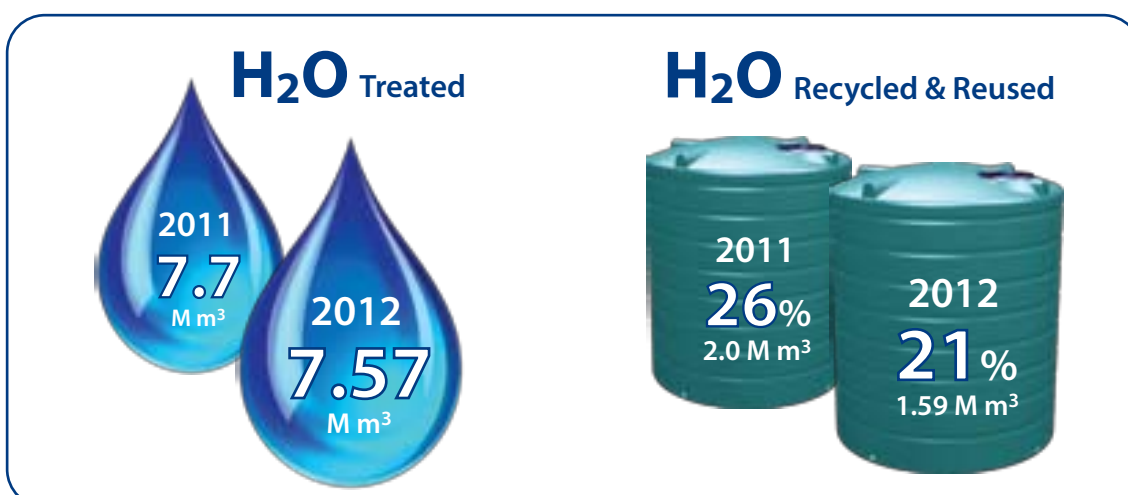 H₂O Treated
2011
7.7
M m³
2012
7.57
M m³
H₂O Recycled & Reused
2011
26%
2.0 M m³
2012
21%
1.59 M m³